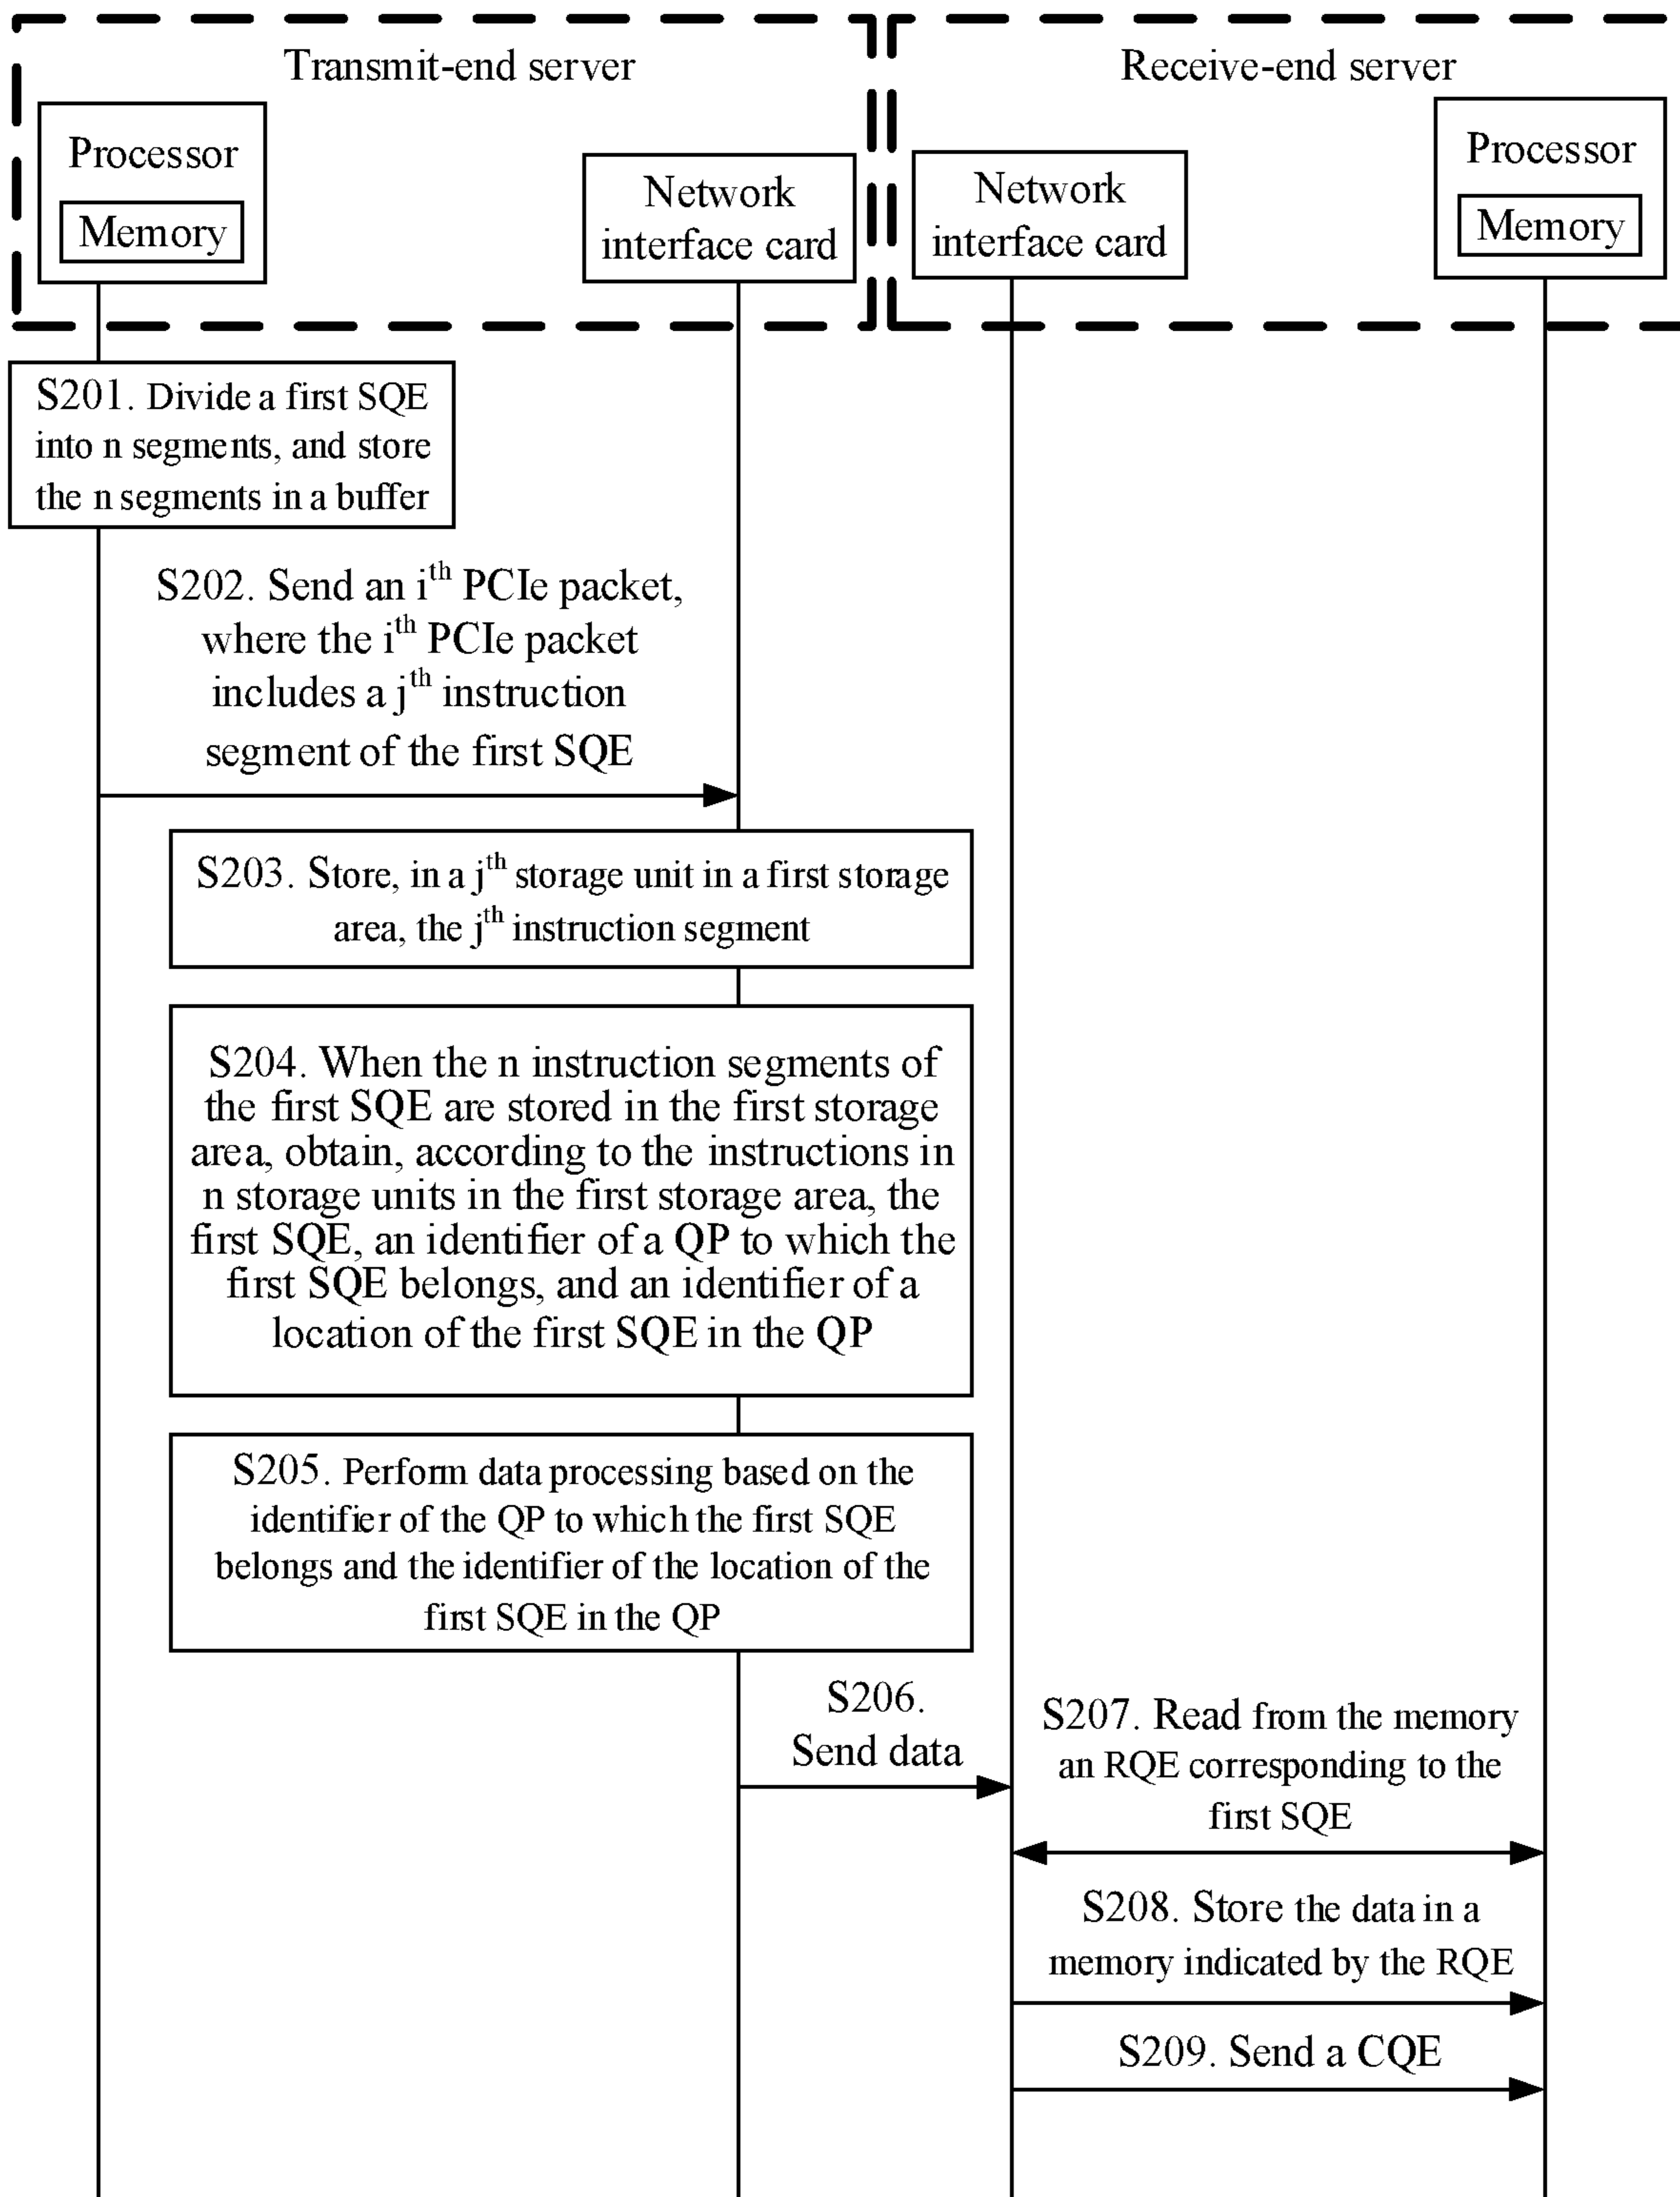 Transmit-end server
Receive-end server
Processor
Memory
Network
interface card
Network
interface card
Processor
Memory
S201. Divide a first SQE
into n segments, and store
the n segments in a buffer
S202. Send an iᵗʰ PCIe packet,
where the iᵗʰ PCIe packet
includes a jᵗʰ instruction
segment of the first SQE
S203. Store, in a jᵗʰ storage unit in a first storage
area, the jᵗʰ instruction segment
S204. When the n instruction segments of
the first SQE are stored in the first storage
area, obtain, according to the instructions in
n storage units in the first storage area, the
first SQE, an identifier of a QP to which the
first SQE belongs, and an identifier of a
location of the first SQE in the QP
S205. Perform data processing based on the
identifier of the QP to which the first SQE
belongs and the identifier of the location of the
first SQE in the QP
S206.
Send data
S207. Read from the memory
an RQE corresponding to the
first SQE
S208. Store the data in a
memory indicated by the RQE
S209. Send a CQE